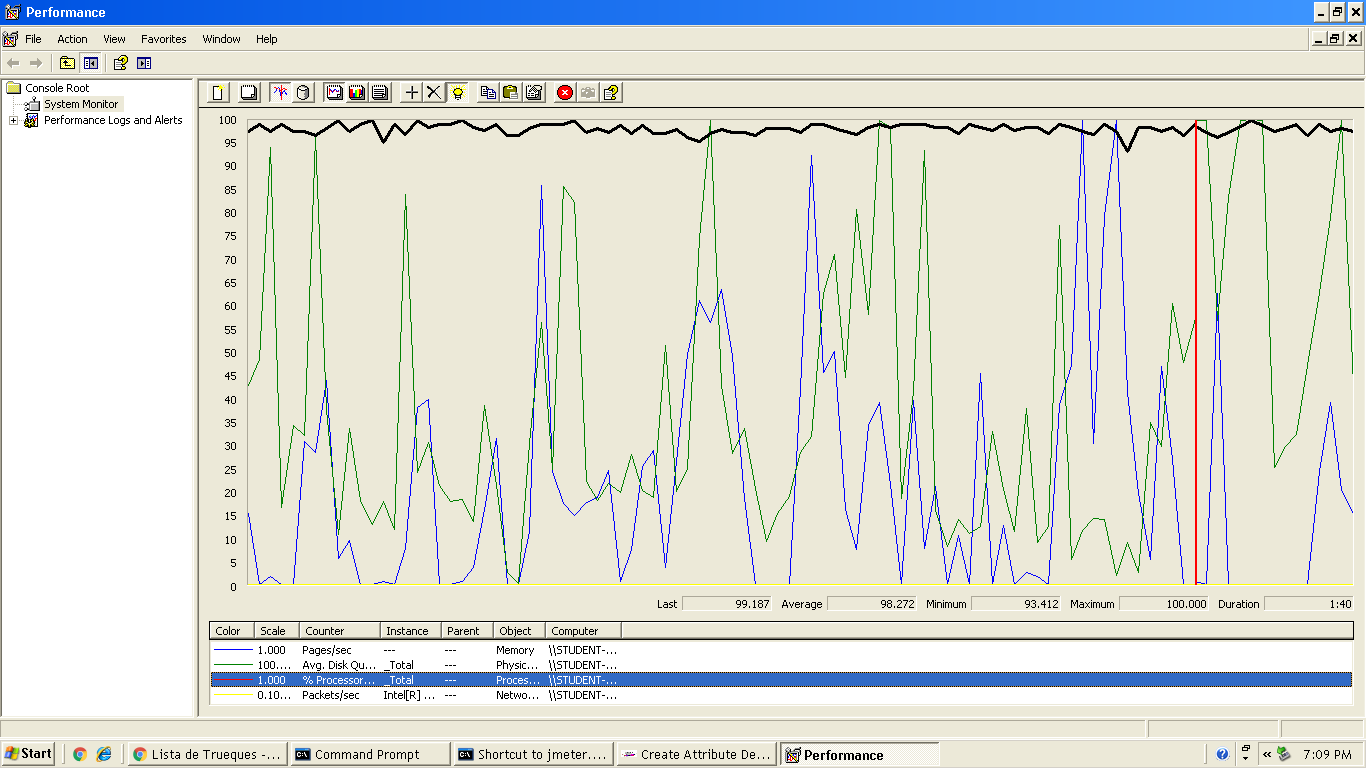 Performance
File Action View Favorites Window Help
Console Root
System Monitor
Performance Logs and Alerts
100
95
90
85
80
75
70
65
60
55
50
45
40
35
30
25
20
15
10
5
0
Last 99.187 Average 98.272 Minimum 93.412 Maximum 100.000 Duration 1:40
Color Scale Counter Instance Parent Object Computer
1.000 Pages/sec --- --- Memory \\STUDENT-...
100.... Avg. Disk Qu... _Total --- Physic... \\STUDENT-...
1.000 % Processor... _Total --- Proces... \\STUDENT-...
0.10... Packets/sec Intel[R] ... --- Netwo... \\STUDENT-...
Start Lista de Trueques -... Command Prompt Shortcut to jmeter.... Create Attribute De... Performance 7:09 PM